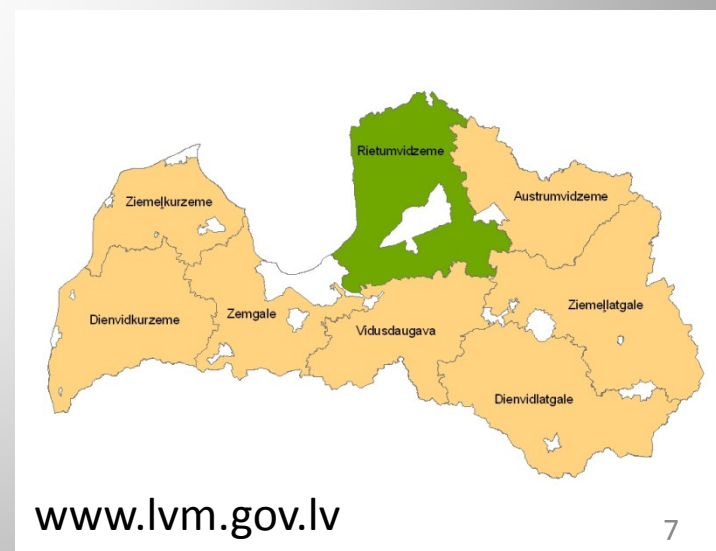 Rietumvidzeme
Austrumvidzeme
Ziemeļkurzeme
Ziemeļlatgale
Zemgale
Dienvidkurzeme
Vidusdaugava
Dienvidlatgale
www.lvm.gov.lv
7